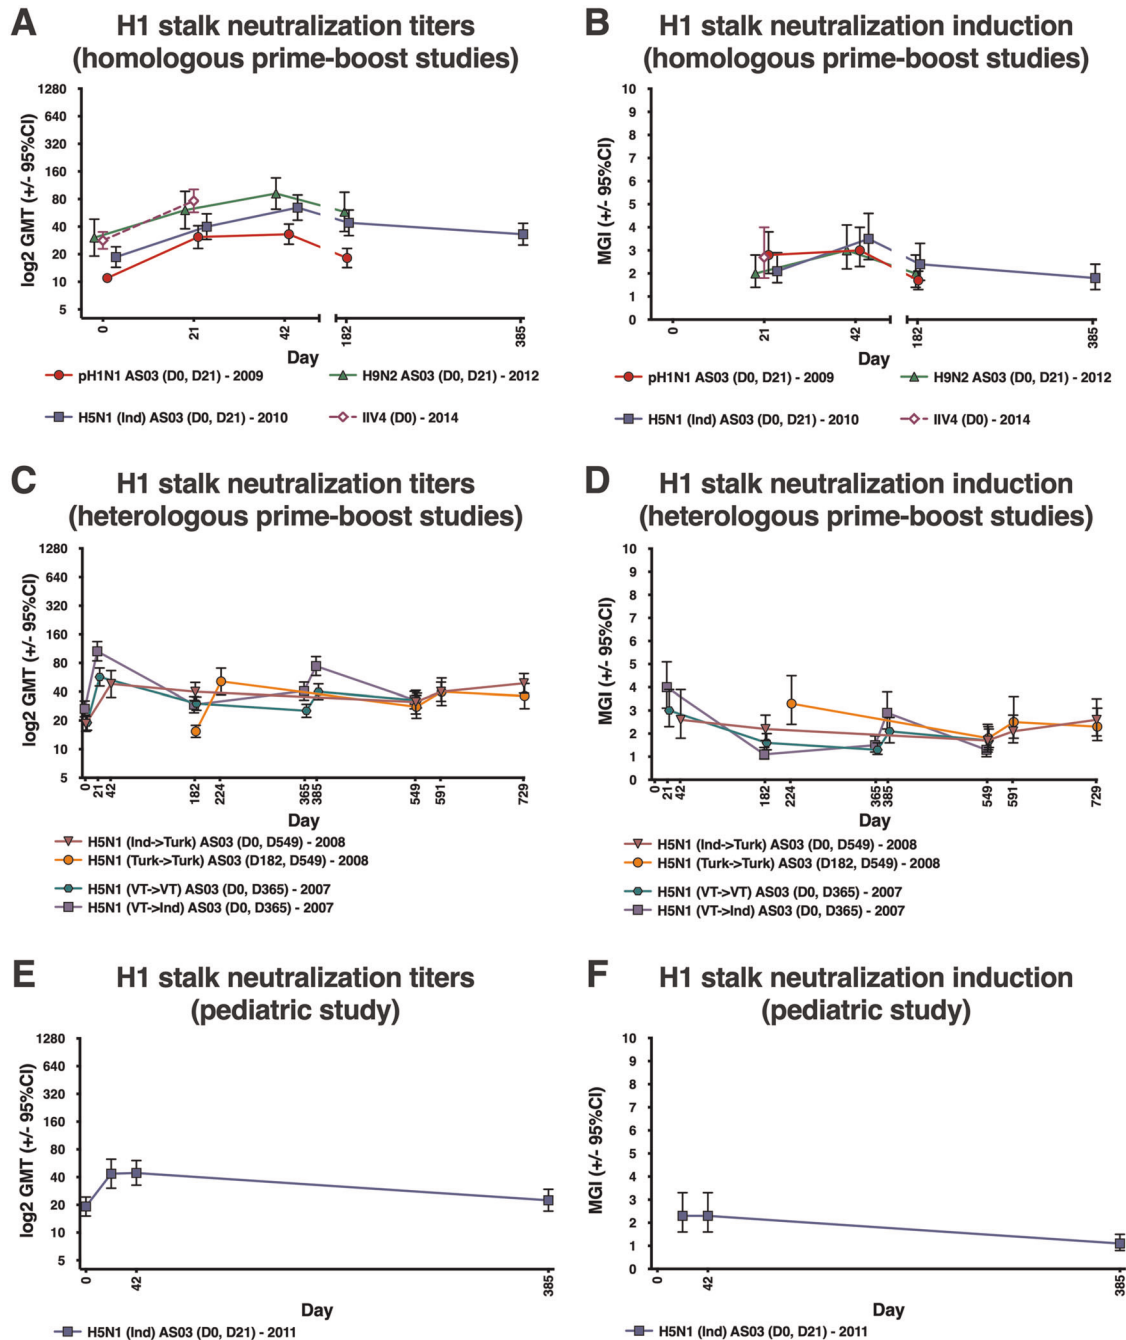 A
H1 stalk neutralization titers
(homologous prime-boost studies)
log2 GMT (+/- 95%CI)
1280
640
320
160
80
40
20
10
5
0
21
42
182
385
Day
pH1N1 AS03 (D0, D21) - 2009
H9N2 AS03 (D0, D21) - 2012
H5N1 (Ind) AS03 (D0, D21) - 2010
IIV4 (D0) - 2014
B
H1 stalk neutralization induction
(homologous prime-boost studies)
MGI (+/- 95%CI)
10
9
8
7
6
5
4
3
2
1
0
0
21
42
182
385
Day
pH1N1 AS03 (D0, D21) - 2009
H9N2 AS03 (D0, D21) - 2012
H5N1 (Ind) AS03 (D0, D21) - 2010
IIV4 (D0) - 2014
C
H1 stalk neutralization titers
(heterologous prime-boost studies)
log2 GMT (+/- 95%CI)
1280
640
320
160
80
40
20
10
5
0
21
42
182
224
365
385
549
591
729
Day
H5N1 (Ind->Turk) AS03 (D0, D549) - 2008
H5N1 (Turk->Turk) AS03 (D182, D549) - 2008
H5N1 (VT->VT) AS03 (D0, D365) - 2007
H5N1 (VT->Ind) AS03 (D0, D365) - 2007
D
H1 stalk neutralization induction
(heterologous prime-boost studies)
MGI (+/- 95%CI)
10
9
8
7
6
5
4
3
2
1
0
0
21
42
182
224
365
385
549
591
729
Day
H5N1 (Ind->Turk) AS03 (D0, D549) - 2008
H5N1 (Turk->Turk) AS03 (D182, D549) - 2008
H5N1 (VT->VT) AS03 (D0, D365) - 2007
H5N1 (VT->Ind) AS03 (D0, D365) - 2007
E
H1 stalk neutralization titers
(pediatric study)
log2 GMT (+/- 95%CI)
1280
640
320
160
80
40
20
10
5
0
42
385
Day
H5N1 (Ind) AS03 (D0, D21) - 2011
F
H1 stalk neutralization induction
(pediatric study)
MGI (+/- 95%CI)
10
9
8
7
6
5
4
3
2
1
0
0
42
385
Day
H5N1 (Ind) AS03 (D0, D21) - 2011